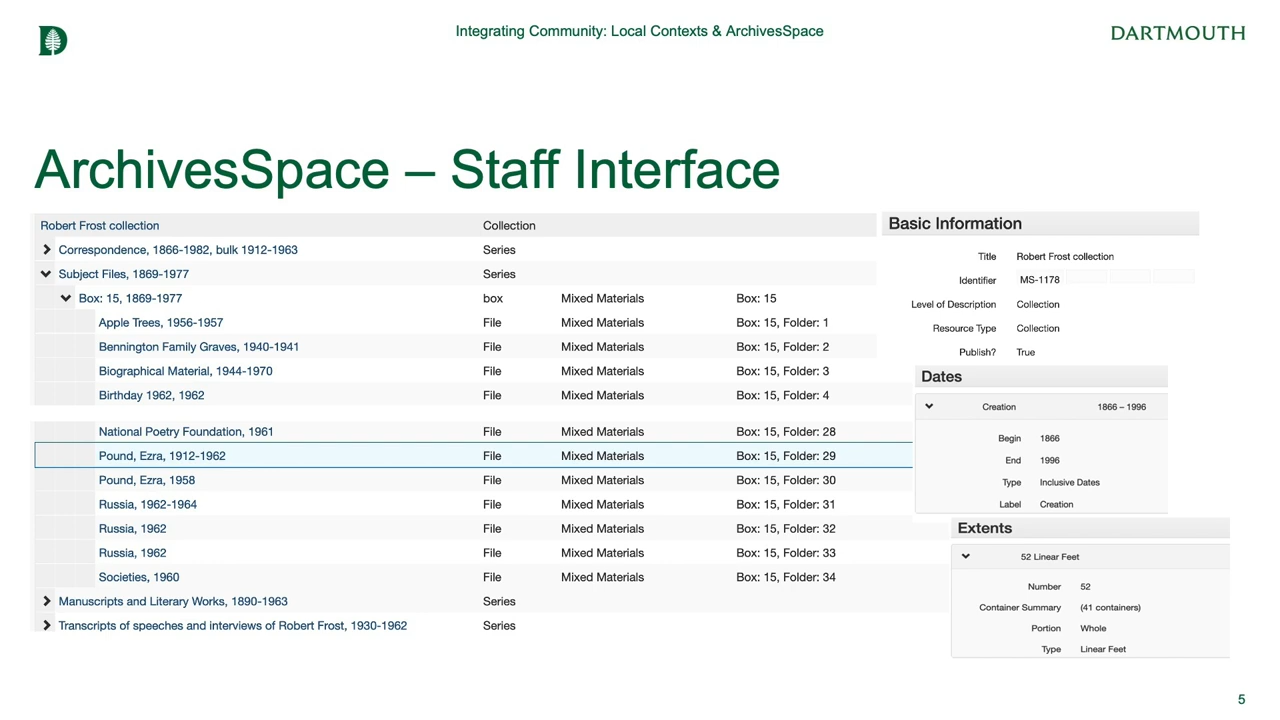 Integrating Community: Local Contexts & ArchivesSpace
DARTMOUTH
ArchivesSpace – Staff Interface
Robert Frost collection Collection
Correspondence, 1866-1982, bulk 1912-1963 Series
Subject Files, 1869-1977 Series
Box: 15, 1869-1977 box Mixed Materials Box: 15
Apple Trees, 1956-1957 File Mixed Materials Box: 15, Folder: 1
Bennington Family Graves, 1940-1941 File Mixed Materials Box: 15, Folder: 2
Biographical Material, 1944-1970 File Mixed Materials Box: 15, Folder: 3
Birthday 1962, 1962 File Mixed Materials Box: 15, Folder: 4
National Poetry Foundation, 1961 File Mixed Materials Box: 15, Folder: 28
Pound, Ezra, 1912-1962 File Mixed Materials Box: 15, Folder: 29
Pound, Ezra, 1958 File Mixed Materials Box: 15, Folder: 30
Russia, 1962-1964 File Mixed Materials Box: 15, Folder: 31
Russia, 1962 File Mixed Materials Box: 15, Folder: 32
Russia, 1962 File Mixed Materials Box: 15, Folder: 33
Societies, 1960 File Mixed Materials Box: 15, Folder: 34
Manuscripts and Literary Works, 1890-1963 Series
Transcripts of speeches and interviews of Robert Frost, 1930-1962 Series
Basic Information
Title Robert Frost collection
Identifier MS-1178
Level of Description Collection
Resource Type Collection
Publish? True
Dates
Creation 1866 – 1996
Begin 1866
End 1996
Type Inclusive Dates
Label Creation
Extents
52 Linear Feet
Number 52
Container Summary (41 containers)
Portion Whole
Type Linear Feet
5